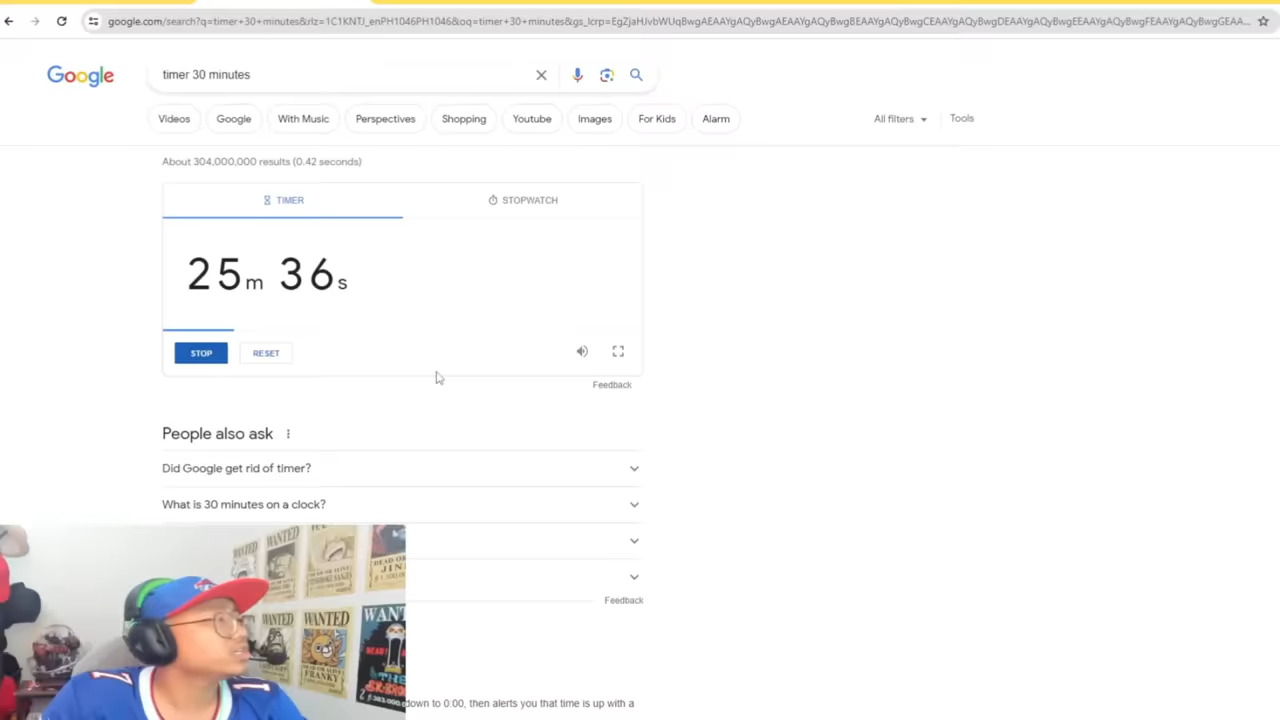 google.com/search?q=timer+30+minutes&rlz=1C1KNTJ_enPH1046PH1046&oq=timer+30+minutes&gs_lcrp=EgZjaHJvbWUqBwgAEAAYgAQyBwgAEAAYgAQyBwgBEAAYgAQyBwgCEAAYgAQyBwgDEAAYgAQyBwgEEAAYgAQyBwgFEAAYgAQyBwgGEAA...
Google timer 30 minutes
Videos Google With Music Perspectives Shopping Youtube Images For Kids Alarm All filters Tools
About 304,000,000 results (0.42 seconds)
TIMER STOPWATCH
25m 36s
STOP RESET
Feedback
People also ask
Did Google get rid of timer?
What is 30 minutes on a clock?
WANTED WANTED WANTED
DEAD OR
JIN
Feedback
WANTED WANTED WANT
FRANKY
down to 0:00, then alerts you that time is up with a